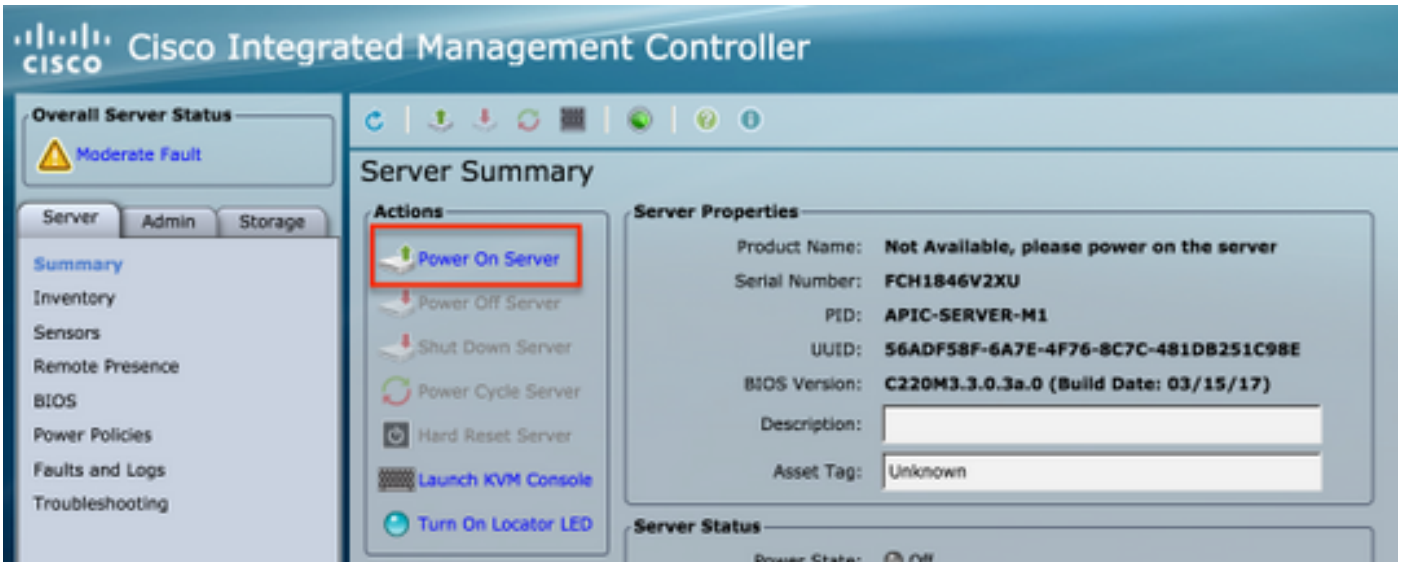 CISCO Cisco Integrated Management Controller
Overall Server Status
Moderate Fault
Server Admin Storage
Summary
Inventory
Sensors
Remote Presence
BIOS
Power Policies
Faults and Logs
Troubleshooting
Server Summary
Actions
Power On Server
Power Off Server
Shut Down Server
Power Cycle Server
Hard Reset Server
Launch KVM Console
Turn On Locator LED
Server Properties
Product Name: Not Available, please power on the server
Serial Number: FCH1846V2XU
PID: APIC-SERVER-M1
UUID: 56ADF58F-6A7E-4F76-8C7C-481DB251C98E
BIOS Version: C220M3.3.0.3a.0 (Build Date: 03/15/17)
Description:
Asset Tag: Unknown
Server Status
Power State: Off